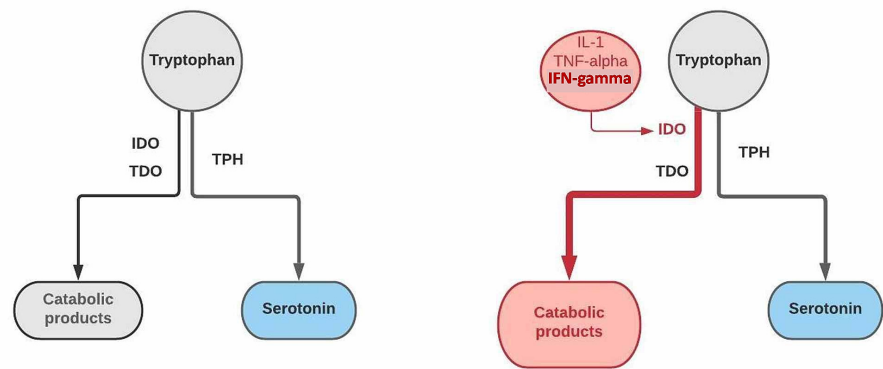 Tryptophan
IDO
TDO
TPH
Catabolic
products
Serotonin
IL-1
TNF-alpha
IFN-gamma
Tryptophan
IDO
TDO
TPH
Catabolic
products
Serotonin